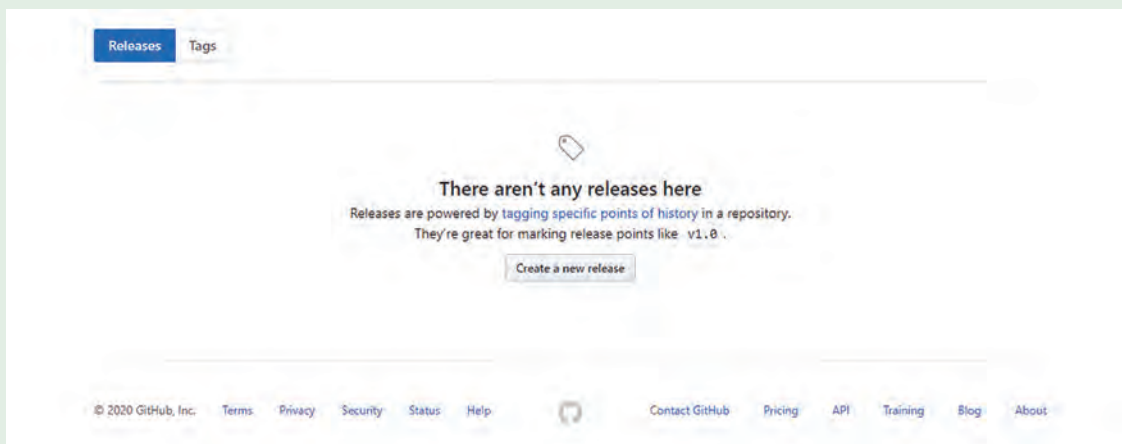 Releases Tags
There aren't any releases here
Releases are powered by tagging specific points of history in a repository.
They're great for marking release points like v1.0 .
Create a new release
© 2020 GitHub, Inc. Terms Privacy Security Status Help Contact GitHub Pricing API Training Blog About